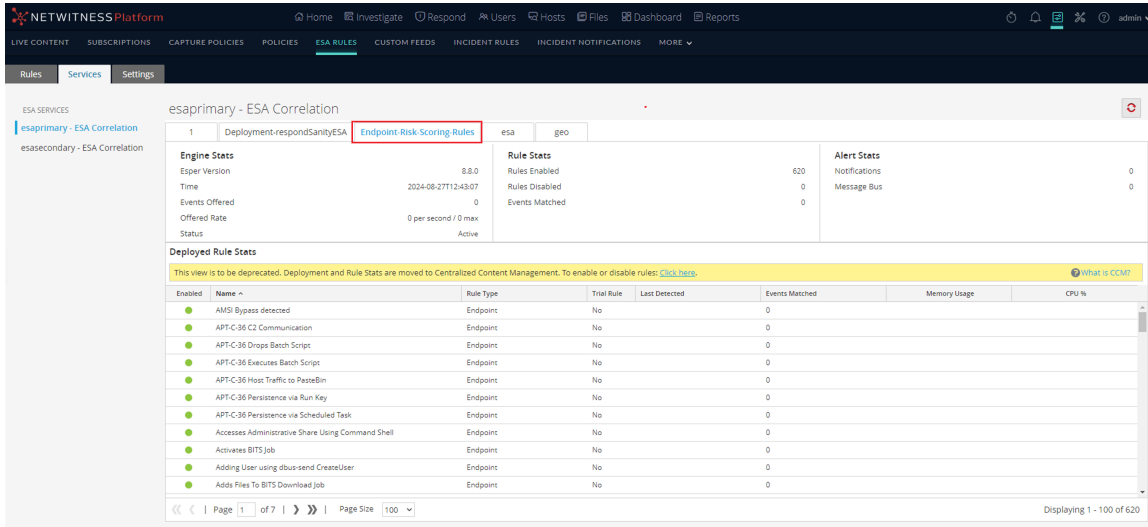 NETWITNESS Platform Home Investigate Respond Users Hosts Files Dashboard Reports admin
LIVE CONTENT SUBSCRIPTIONS CAPTURE POLICIES POLICIES ESA RULES CUSTOM FEEDS INCIDENT RULES INCIDENT NOTIFICATIONS MORE
Rules Services Settings
ESA SERVICES
esaprimary - ESA Correlation
esasecondary - ESA Correlation
esaprimary - ESA Correlation
1 Deployment-respondSanityESA Endpoint-Risk-Scoring-Rules esa geo
Engine Stats
Esper Version 8.8.0
Time 2024-08-27T12:43:07
Events Offered 0
Offered Rate 0 per second / 0 max
Status Active
Rule Stats
Rules Enabled 620
Rules Disabled 0
Events Matched 0
Alert Stats
Notifications 0
Message Bus 0
Deployed Rule Stats
This view is to be deprecated. Deployment and Rule Stats are moved to Centralized Content Management. To enable or disable rules: Click here. What is CCM?
Enabled Name Rule Type Trial Rule Last Detected Events Matched Memory Usage CPU %
AMSI Bypass detected Endpoint No 0
APT-C-36 C2 Communication Endpoint No 0
APT-C-36 Drops Batch Script Endpoint No 0
APT-C-36 Executes Batch Script Endpoint No 0
APT-C-36 Host Traffic to PasteBin Endpoint No 0
APT-C-36 Persistence via Run Key Endpoint No 0
APT-C-36 Persistence via Scheduled Task Endpoint No 0
Accesses Administrative Share Using Command Shell Endpoint No 0
Activates BITS Job Endpoint No 0
Adding User using dbus-send CreateUser Endpoint No 0
Adds Files To BITS Download Job Endpoint No 0
Page 1 of 7 Page Size 100 Displaying 1 - 100 of 620